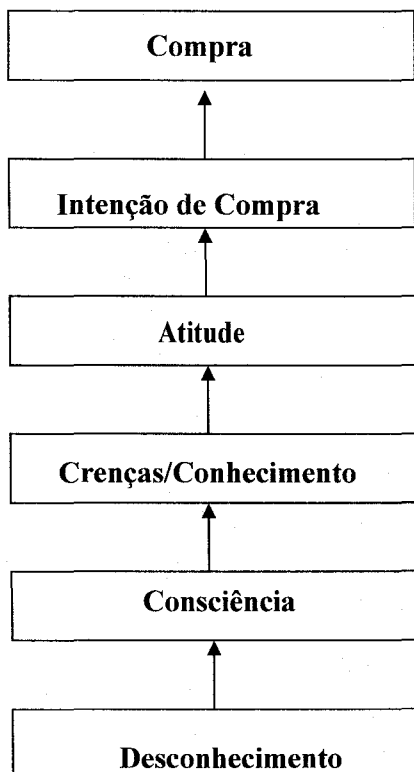 Compra
Intenção de Compra
Atitude
Crenças/Conhecimento
Consciência
Desconhecimento